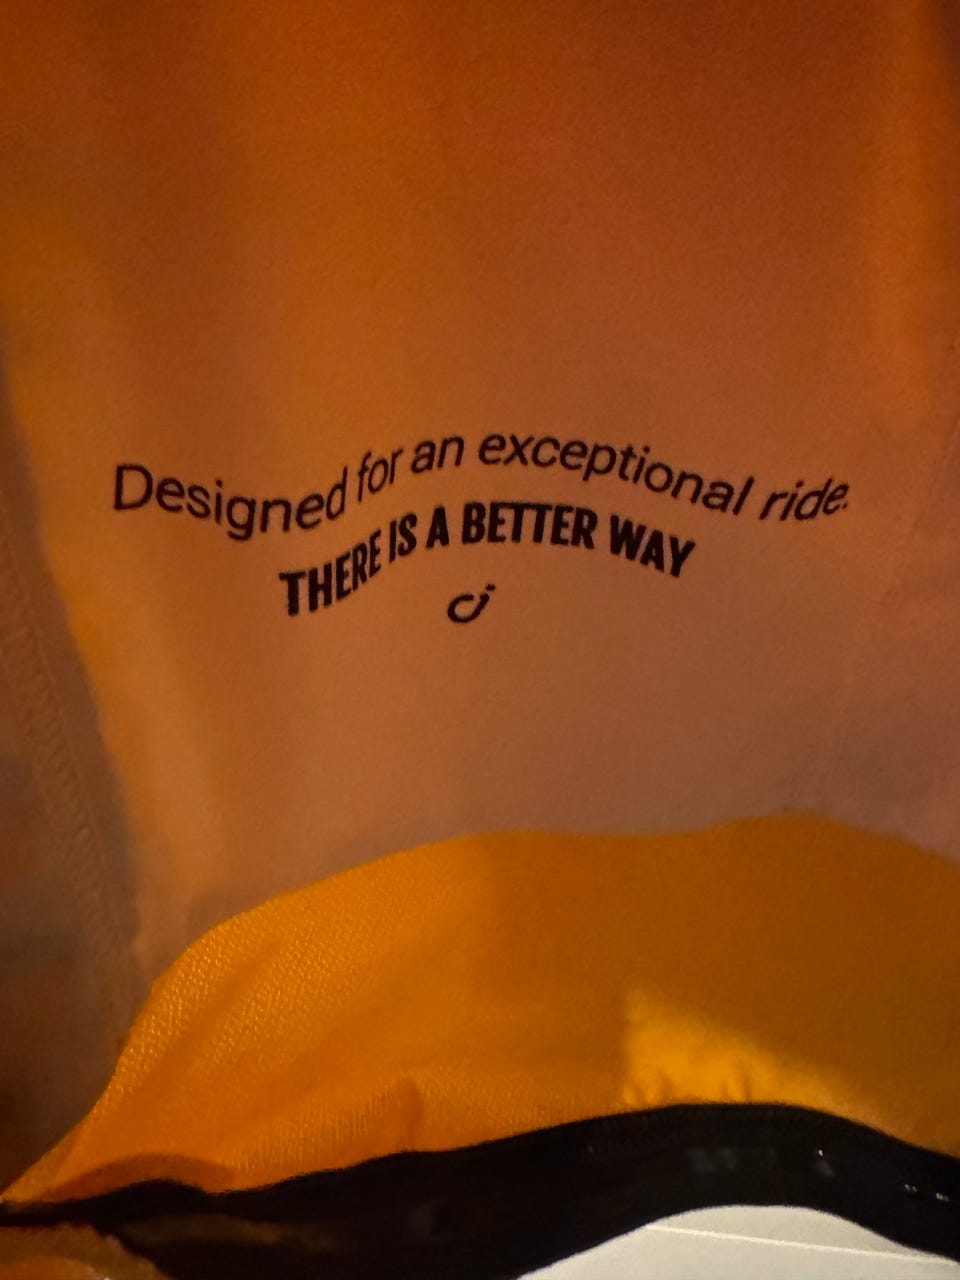 Designed for an exceptional ride.
THERE IS A BETTER WAY